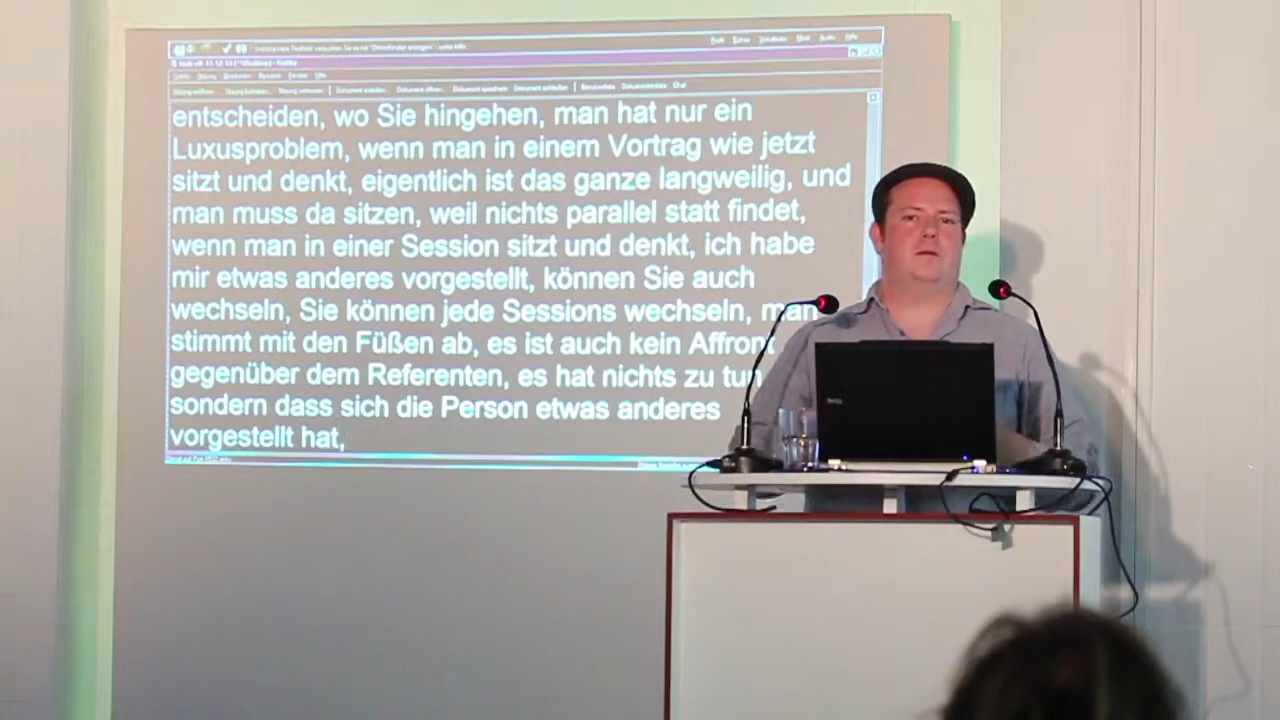 entscheiden, wo Sie hingehen, man hat nur ein
Luxusproblem, wenn man in einem Vortrag wie jetzt
sitzt und denkt, eigentlich ist das ganze langweilig, und
man muss da sitzen, weil nichts parallel statt findet,
wenn man in einer Session sitzt und denkt, ich habe
mir etwas anderes vorgestellt, können Sie auch
wechseln, Sie können jede Sessions wechseln, man
stimmt mit den Füßen ab, es ist auch kein Affront
gegenüber dem Referenten, es hat nichts zu tun
sondern dass sich die Person etwas anderes
vorgestellt hat,
DELL